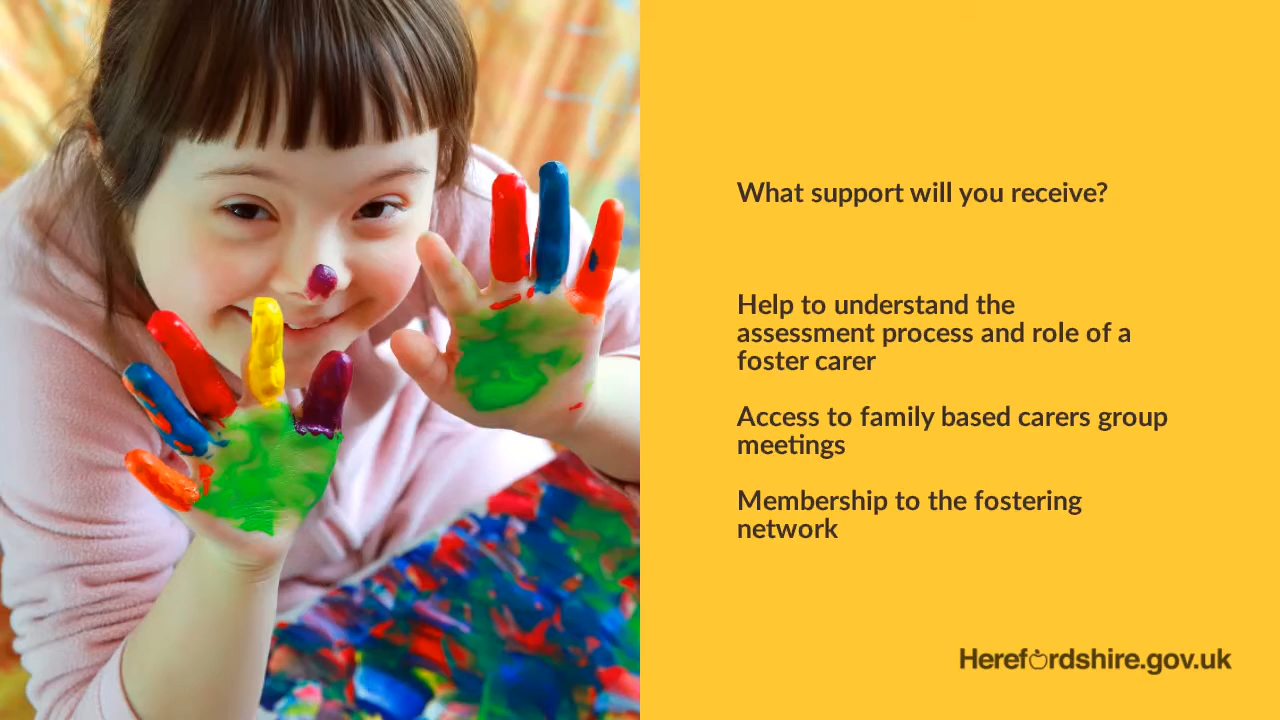 What support will you receive?
Help to understand the
assessment process and role of a
foster carer
Access to family based carers group
meetings
Membership to the fostering
network
Herefordshire.gov.uk